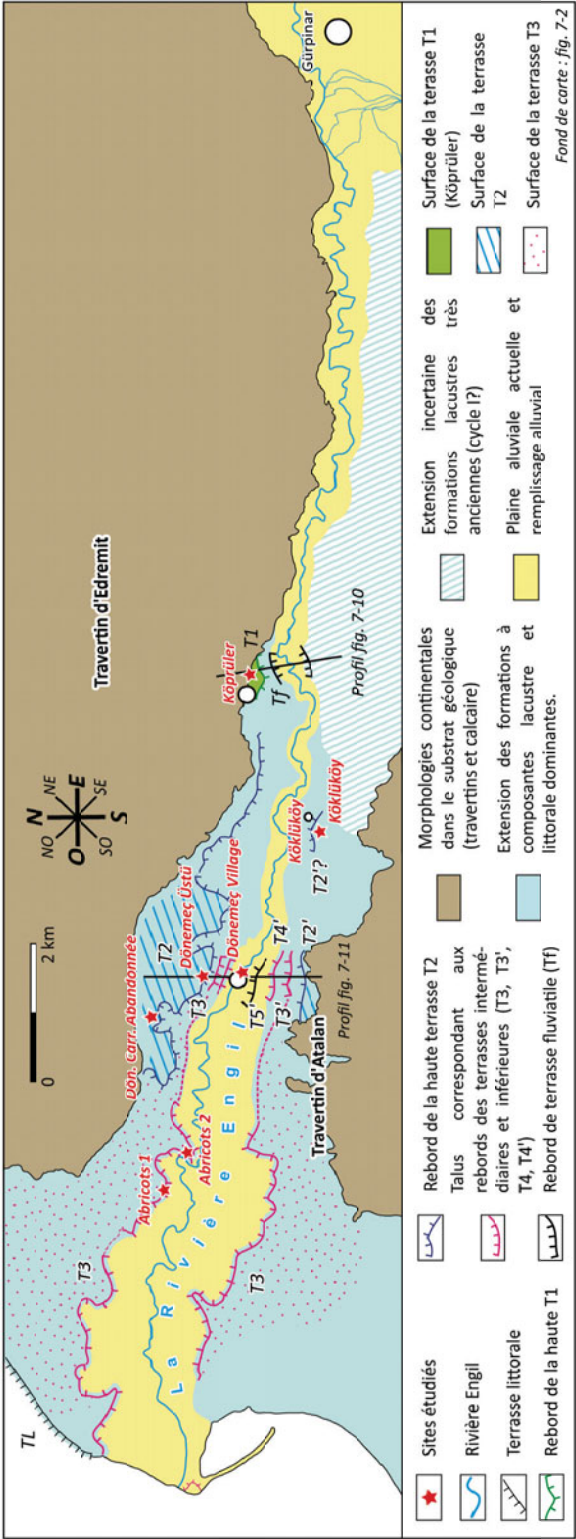 Gürpinar
Travertin d'Edremit
N
NE
E
SE
S
SO
O
NO
0
2 km
Köprüler
T1
Tf
Profil fig. 7-10
Köklüköy
Köklüköy
T2'?
Dön. Carr. Abandonnée
T2
Dönemeç Üstü
Dönemeç Village
T3
T4'
T5'
T3'
T2'
Profil fig. 7-11
Travertin d'Atalan
Abricots 1
Abricots 2
La Rivière Engil
T3
T3
TL
Sites étudiés
Rivière Engil
Terrasse littorale
Rebord de la haute T1
Rebord de la haute terrasse T2
Talus correspondant aux
rebords des terrasses intermé-
diaires et inférieures (T3, T3',
T4, T4')
Rebord de terrasse fluviatile (Tf)
Morphologies continentales
dans le substrat géologique
(travertins et calcaire)
Extension des formations à
composantes lacustre et
littorale dominantes.
Extension incertaine des
formations lacustres très
anciennes (cycle I?)
Plaine aluviale actuelle et
remplissage alluvial
Surface de la terasse T1
(Köprüler)
Surface de la terrasse
T2
Surface de la terrasse T3
Fond de carte : fig. 7-2